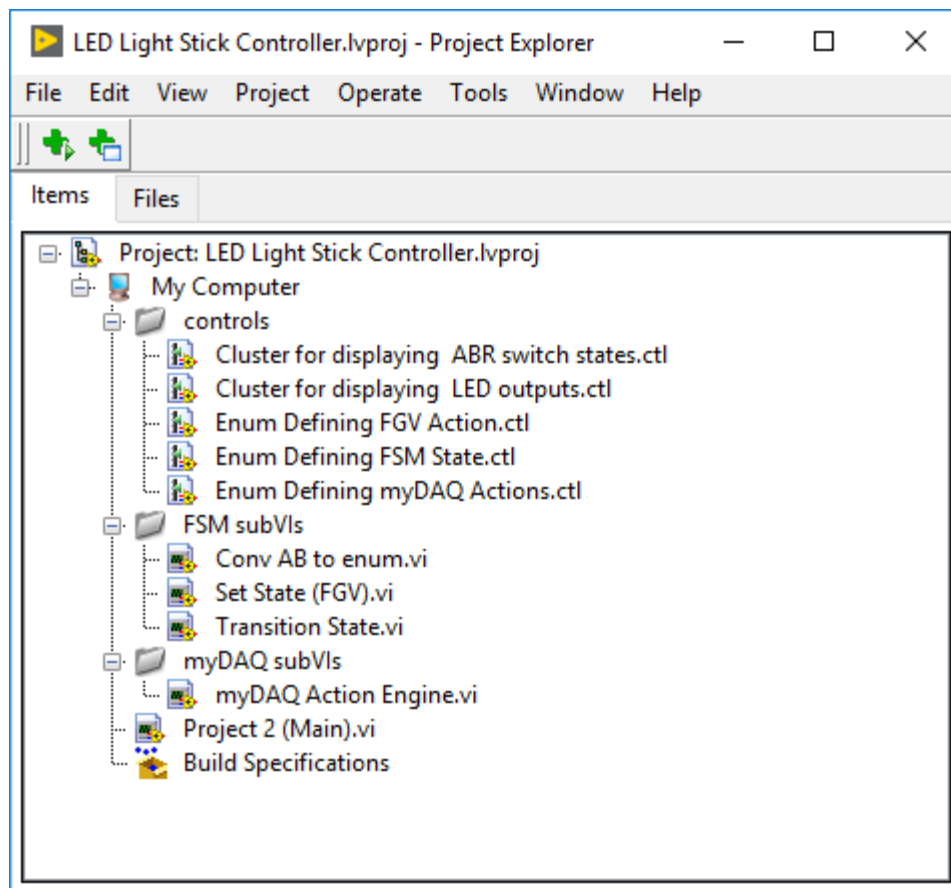 LED Light Stick Controller.lvproj - Project Explorer
File Edit View Project Operate Tools Window Help
Items Files
Project: LED Light Stick Controller.lvproj
My Computer
controls
Cluster for displaying  ABR switch states.ctl
Cluster for displaying  LED outputs.ctl
Enum Defining FGV Action.ctl
Enum Defining FSM State.ctl
Enum Defining myDAQ Actions.ctl
FSM subVIs
Conv AB to enum.vi
Set State (FGV).vi
Transition State.vi
myDAQ subVIs
myDAQ Action Engine.vi
Project 2 (Main).vi
Build Specifications